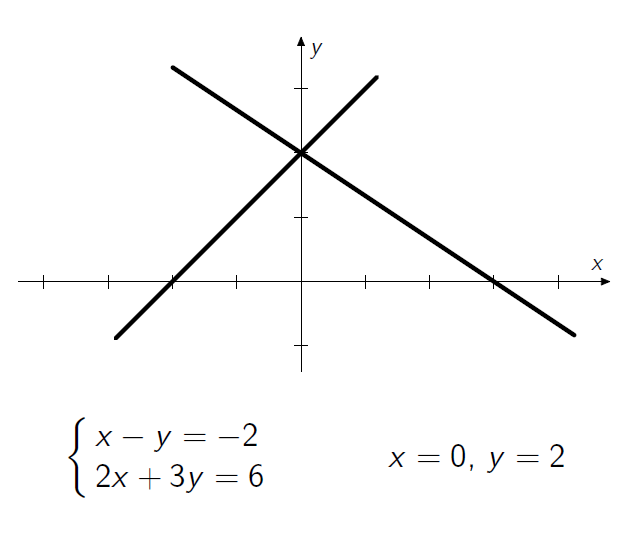 y
x
x − y = −2
2x + 3y = 6
x = 0, y = 2